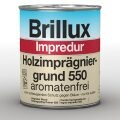 Brillux
Impredur
Holzimprägnier-
grund 550
aromatenfrei